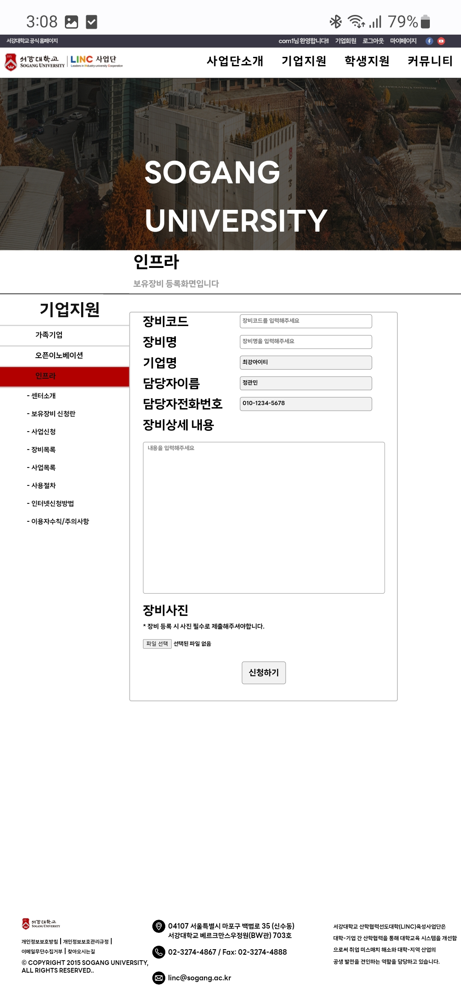 3:08
79%
서강대학교 공식 홈페이지
com1님 환영합니다!! 기업회원 로그아웃 마이페이지
서강대학교 SOGANG UNIVERSITY LINC 사업단 Leaders in INdustry-university Cooperation
사업단소개 기업지원 학생지원 커뮤니티
SOGANG
UNIVERSITY
인프라
보유장비 등록화면입니다
기업지원
가족기업
오픈이노베이션
인프라
- 센터소개
- 보유장비 신청란
- 사업신청
- 장비목록
- 사업목록
- 사용절차
- 인터넷신청방법
- 이용자수칙/주의사항
장비코드 장비코드를 입력해주세요
장비명 장비명을 입력해주세요
기업명 최강아이티
담당자이름 정관민
담당자전화번호 010-1234-5678
장비상세 내용
내용을 입력해주세요
장비사진
* 장비 등록 시 사진 필수로 제출해주셔야합니다.
파일 선택 선택된 파일 없음
신청하기
서강대학교
SOGANG UNIVERSITY
개인정보보호방침 | 개인정보보호관리규정 |
이메일무단수집거부 | 찾아오시는길
© COPYRIGHT 2015 SOGANG UNIVERSITY,
ALL RIGHTS RESERVED..
04107 서울특별시 마포구 백범로 35 (신수동)
서강대학교 베르크만스우정원(BW관) 703호
02-3274-4867 / Fax: 02-3274-4888
linc@sogang.ac.kr
서강대학교 산학협력선도대학(LINC)육성사업단은
대학-기업 간 산학협력을 통해 대학교육 시스템을 개선함
으로써 취업 미스매치 해소와 대학-지역 산업의
공생 발전을 견인하는 역할을 담당하고 있습니다.